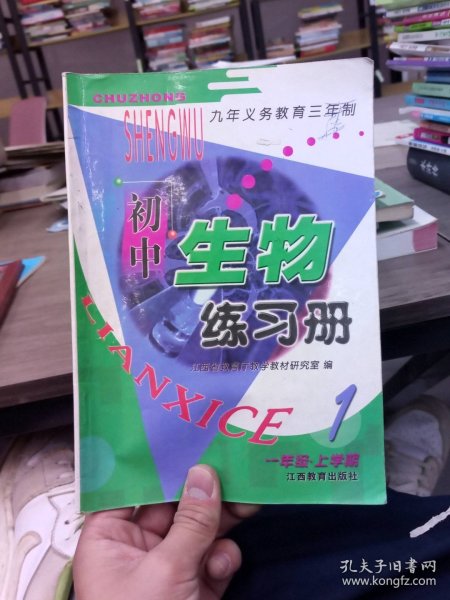 CHUZHONG
九年义务教育三年制
SHENGWU
初中
生物
练习册
LIANXICE
江西省教育厅教学教材研究室 编
1
一年级·上学期
江西教育出版社
孔夫子旧书网
www.kongfz.com